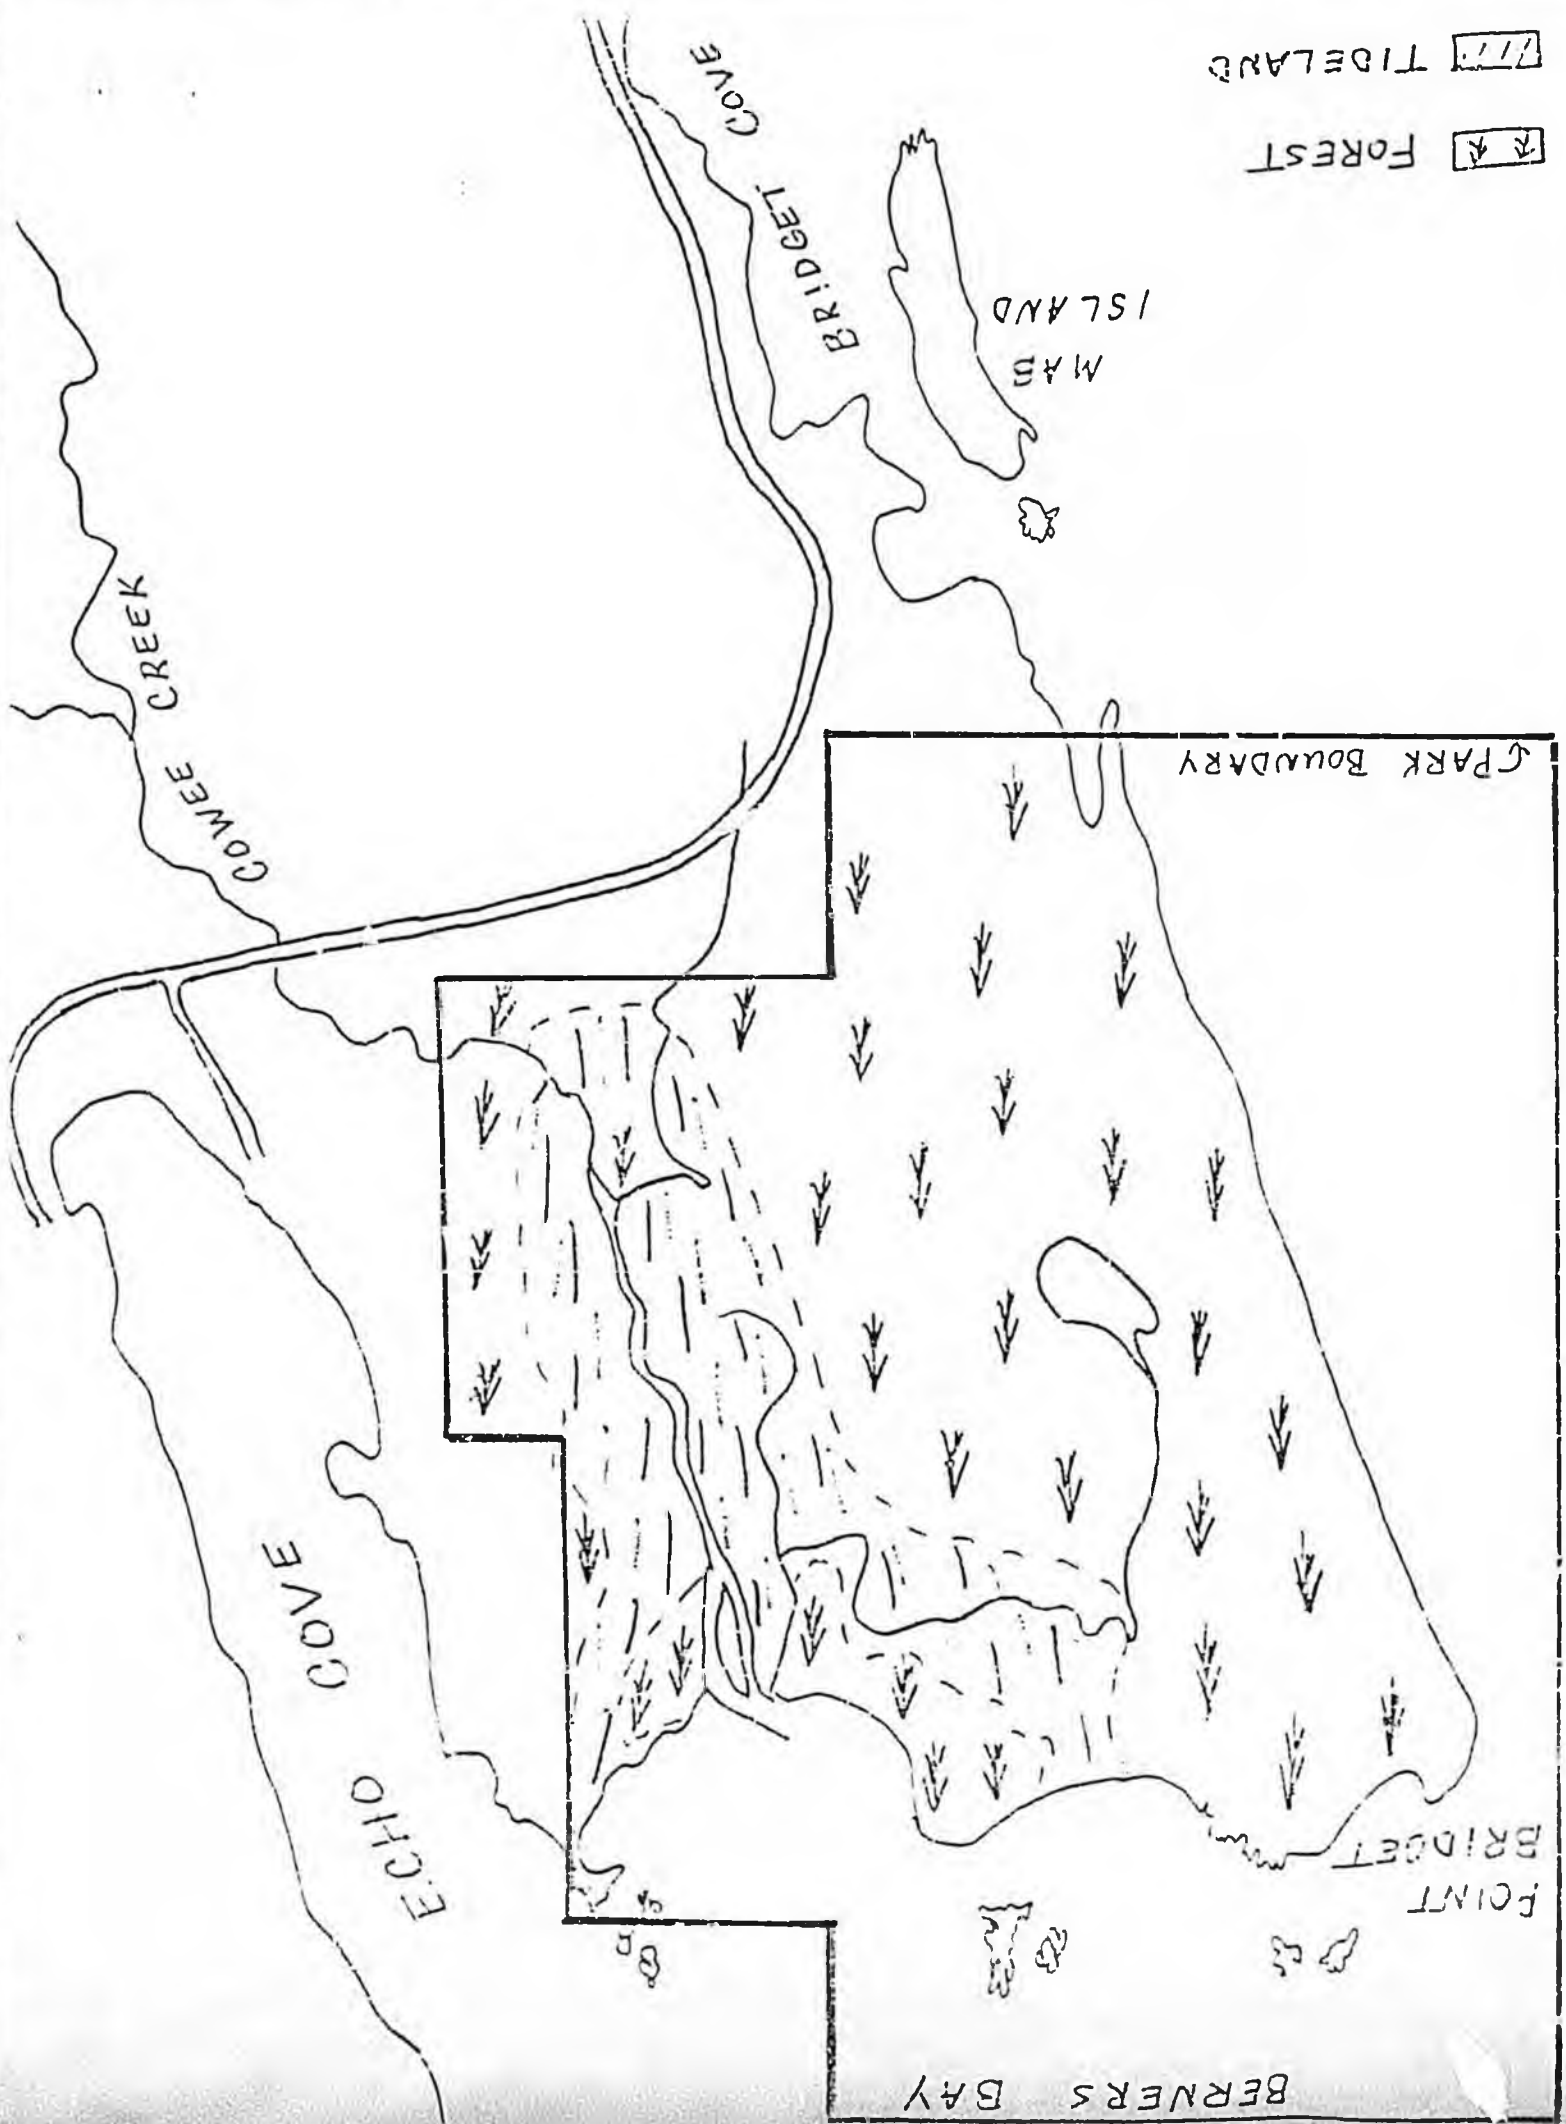 BERNERS BAY
POINT
BRIDGET
ECHO COVE
PARK BOUNDARY
COWEE CREEK
MAB
ISLAND
BRIDGET COVE
FOREST
TIDELAND